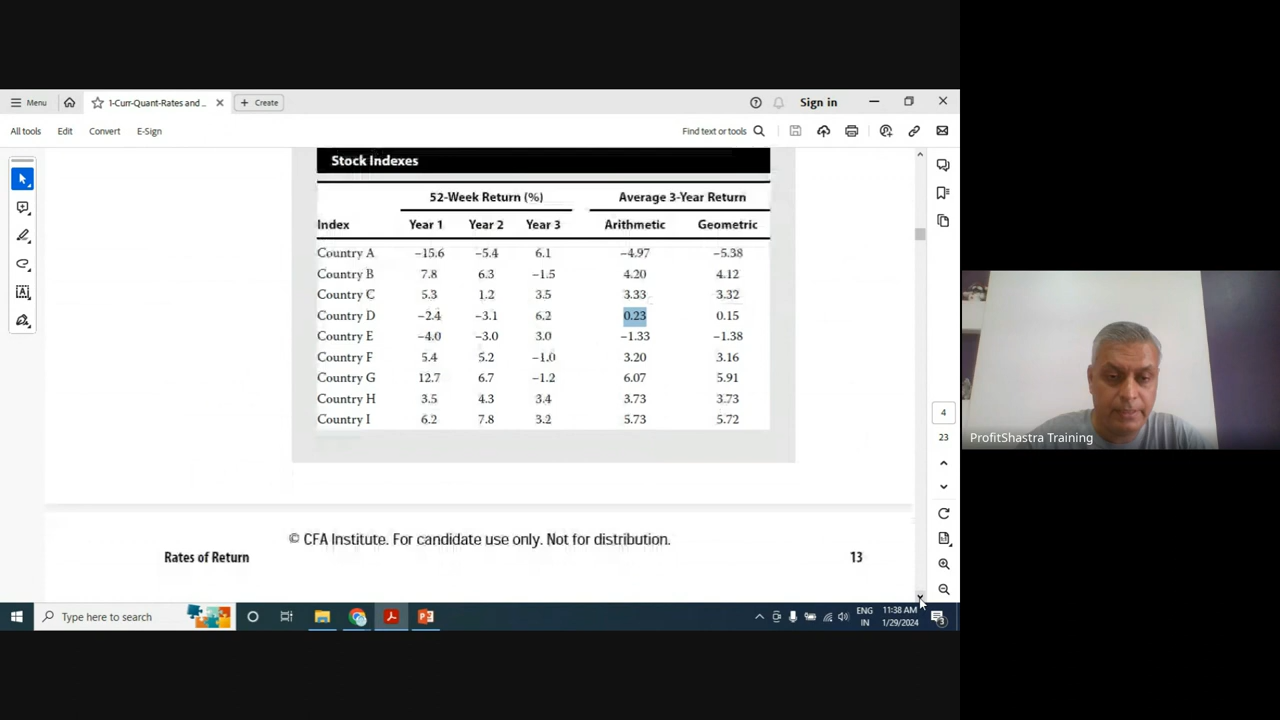 Menu
1-Curr-Quant-Rates and ...
Create
Sign in
All tools
Edit
Convert
E-Sign
Find text or tools
Stock Indexes
52-Week Return (%) Average 3-Year Return
Index Year 1 Year 2 Year 3 Arithmetic Geometric
Country A −15.6 −5.4 6.1 −4.97 −5.38
Country B 7.8 6.3 −1.5 4.20 4.12
Country C 5.3 1.2 3.5 3.33 3.32
Country D −2.4 −3.1 6.2 0.23 0.15
Country E −4.0 −3.0 3.0 −1.33 −1.38
Country F 5.4 5.2 −1.0 3.20 3.16
Country G 12.7 6.7 −1.2 6.07 5.91
Country H 3.5 4.3 3.4 3.73 3.73
Country I 6.2 7.8 3.2 5.73 5.72
4
23
© CFA Institute. For candidate use only. Not for distribution.
Rates of Return 13
ProfitShastra Training
Type here to search
ENG
IN
11:38 AM
1/29/2024
3